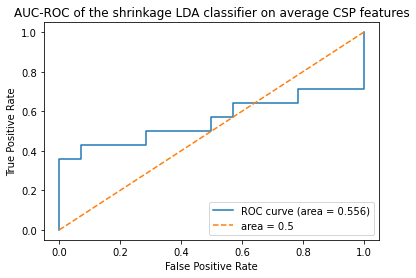 AUC-ROC of the shrinkage LDA classifier on average CSP features
1.0
0.8
0.6
0.4
0.2
0.0
True Positive Rate
0.0 0.2 0.4 0.6 0.8 1.0
False Positive Rate
ROC curve (area = 0.556)
area = 0.5